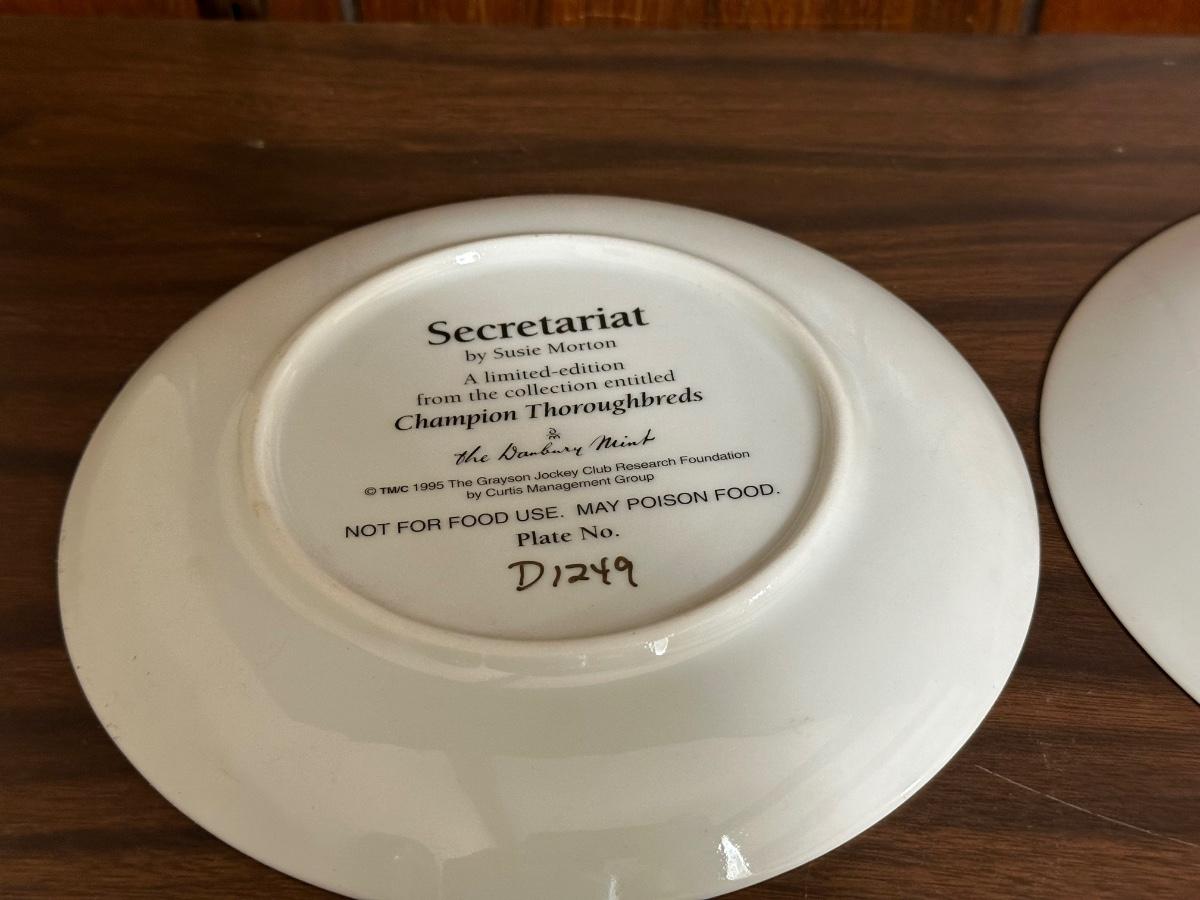 Secretariat
by Susie Morton
A limited-edition
from the collection entitled
Champion Thoroughbreds
DM
the Danbury Mint
© TM/C 1995 The Grayson Jockey Club Research Foundation
by Curtis Management Group
NOT FOR FOOD USE. MAY POISON FOOD.
Plate No.
D1249